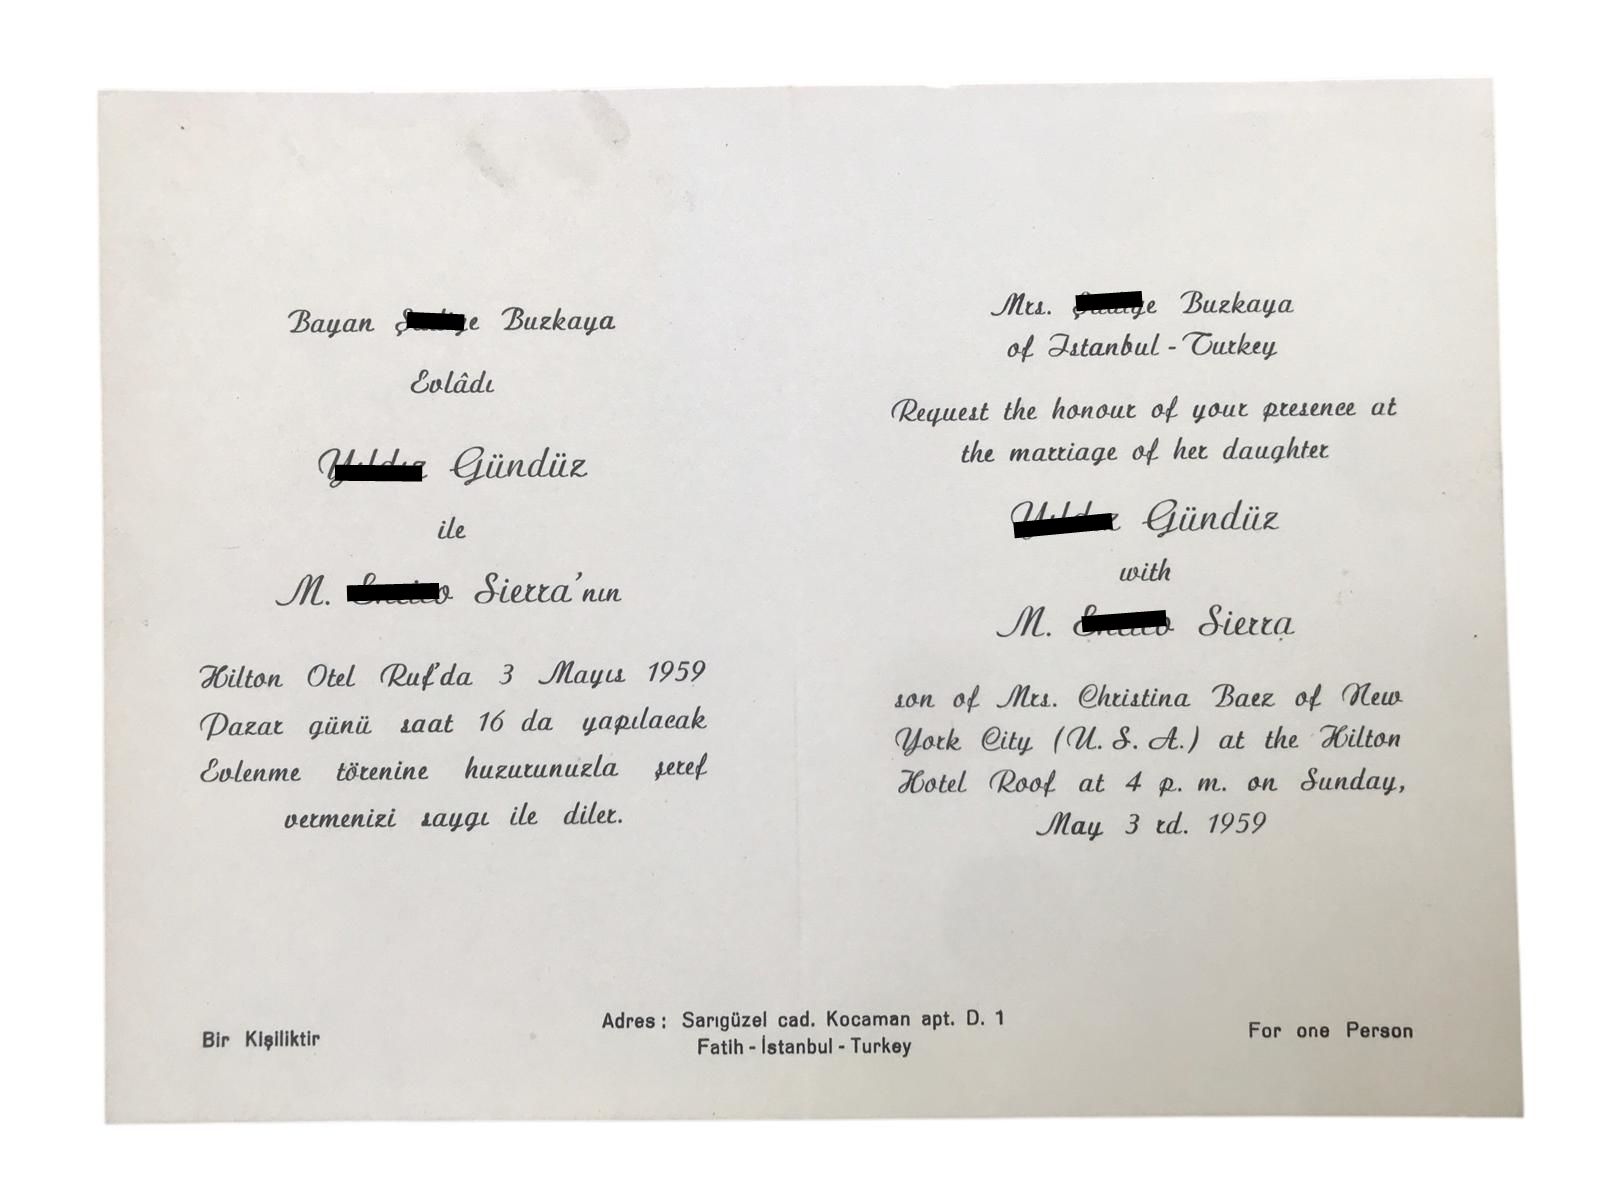 Bayan Buzkaya
Evlâdı
Gündüz
ile
M. Sierra'nın
Hilton Otel Ruf'da 3 Mayıs 1959
Pazar günü saat 16 da yapılacak
Evlenme törenine huzurunuzla şeref
vermenizi saygı ile diler.
Bir Kişiliktir
Mrs. Buzkaya
of Istanbul - Turkey
Request the honour of your presence at
the marriage of her daughter
Gündüz
with
M. Sierra
son of Mrs. Christina Baez of New
York City (U. S. A.) at the Hilton
Hotel Roof at 4 p. m. on Sunday,
May 3 rd. 1959
Adres : Sarıgüzel cad. Kocaman apt. D. 1
Fatih - İstanbul - Turkey
For one Person